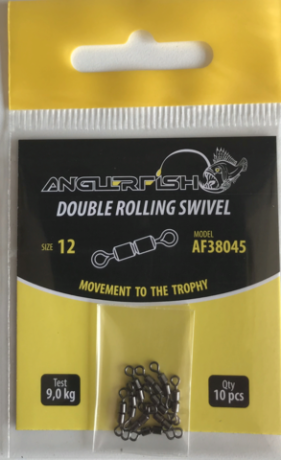 ANGLERFISH
DOUBLE ROLLING SWIVEL
SIZE 12
MODEL
AF38045
MOVEMENT TO THE TROPHY
Test
9,0 kg
Qty
10 pcs